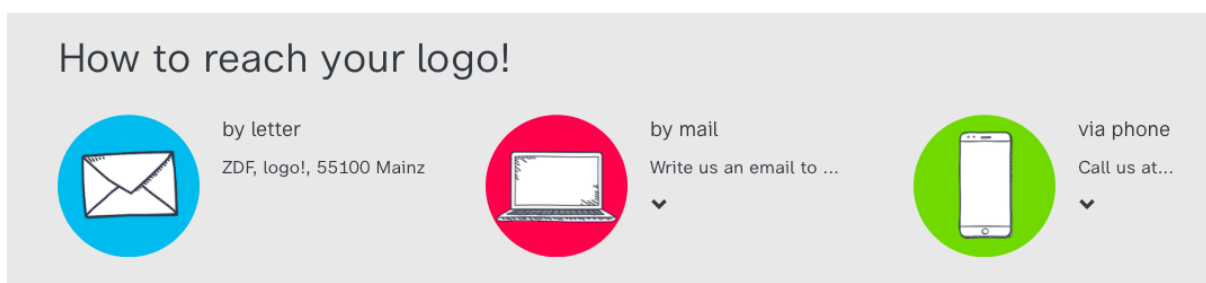 How to reach your logo!
by letter
ZDF, logo!, 55100 Mainz
by mail
Write us an email to ...
via phone
Call us at...